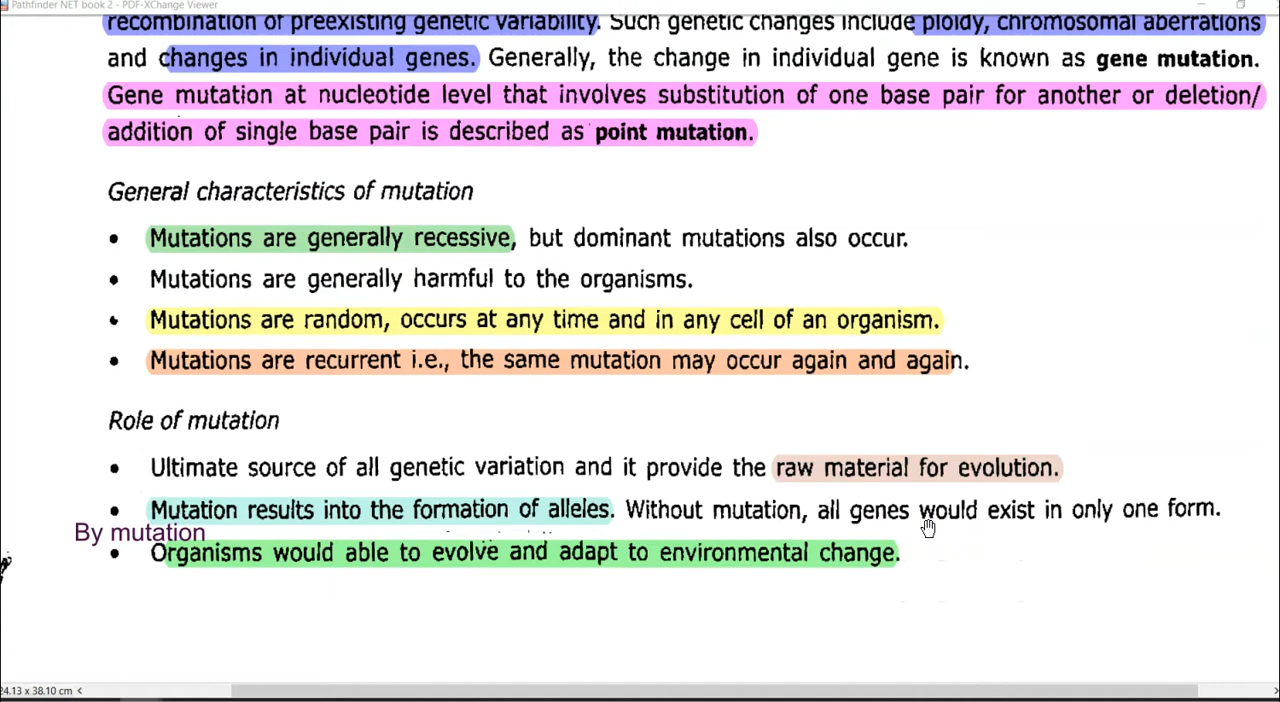 Pathfinder NET book 2 - PDF-XChange Viewer
recombination of preexisting genetic variability. Such genetic changes include ploidy, chromosomal aberrations
and changes in individual genes. Generally, the change in individual gene is known as gene mutation.
Gene mutation at nucleotide level that involves substitution of one base pair for another or deletion/
addition of single base pair is described as point mutation.
General characteristics of mutation
• Mutations are generally recessive, but dominant mutations also occur.
• Mutations are generally harmful to the organisms.
• Mutations are random, occurs at any time and in any cell of an organism.
• Mutations are recurrent i.e., the same mutation may occur again and again.
Role of mutation
• Ultimate source of all genetic variation and it provide the raw material for evolution.
• Mutation results into the formation of alleles. Without mutation, all genes would exist in only one form.
By mutation
• Organisms would able to evolve and adapt to environmental change.
24.13 x 38.10 cm